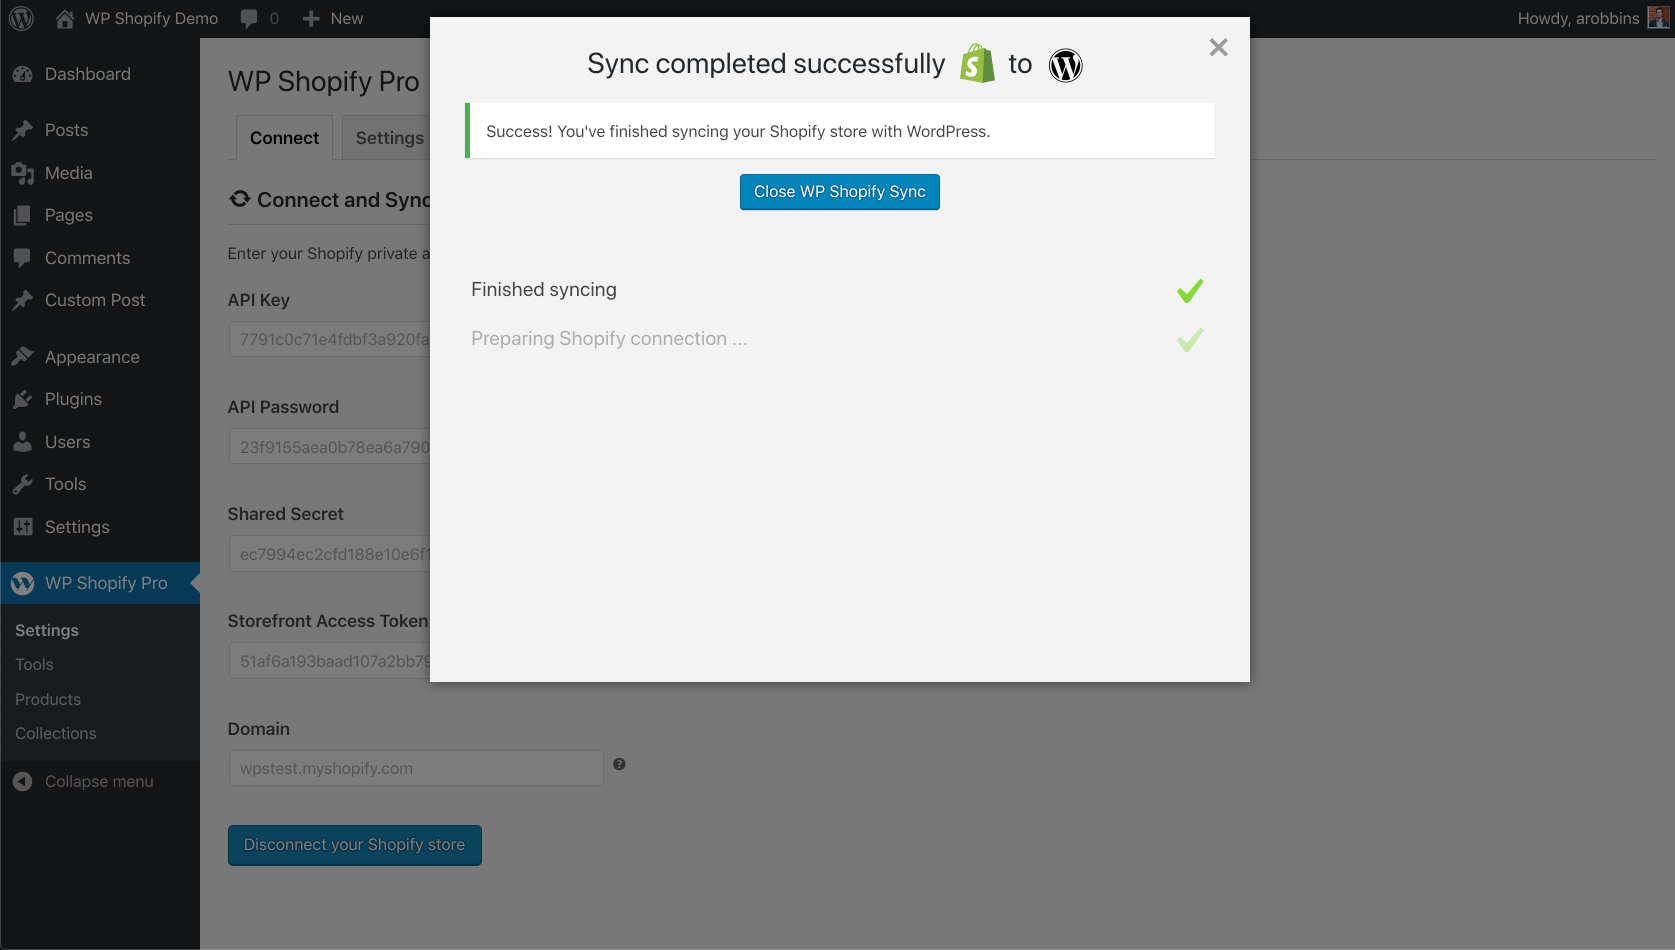 WP Shopify Demo 0 New Howdy, arobbins
Dashboard
Posts
Media
Pages
Comments
Custom Post
Appearance
Plugins
Users
Tools
Settings
WP Shopify Pro
Settings
Tools
Products
Collections
Collapse menu
WP Shopify Pro
Connect Settings
Connect and Sync
Enter your Shopify private a
API Key
7791c0c71e4fdbf3a920fa
API Password
23f9155aea0b78ea6a790
Shared Secret
ec7994ec2cfd188e10e6f1
Storefront Access Token
51af6a193baad107a2bb79
Domain
wpstest.myshopify.com
Disconnect your Shopify store
Sync completed successfully to
Success! You've finished syncing your Shopify store with WordPress.
Close WP Shopify Sync
Finished syncing
Preparing Shopify connection ...